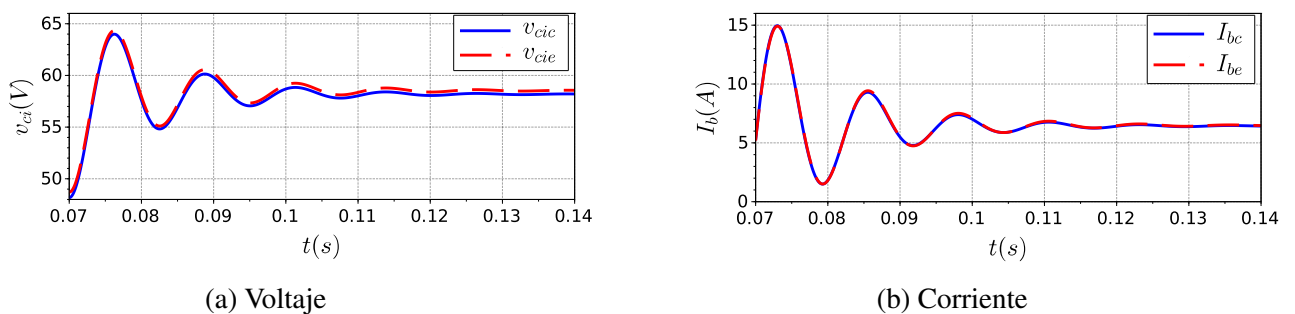 65
60
55
50
v_{ci}(V)
v_{cic}
v_{cie}
0.07 0.08 0.09 0.1 0.11 0.12 0.13 0.14
t(s)
(a) Voltaje
15
10
5
0
I_b(A)
I_{bc}
I_{be}
0.07 0.08 0.09 0.1 0.11 0.12 0.13 0.14
t(s)
(b) Corriente